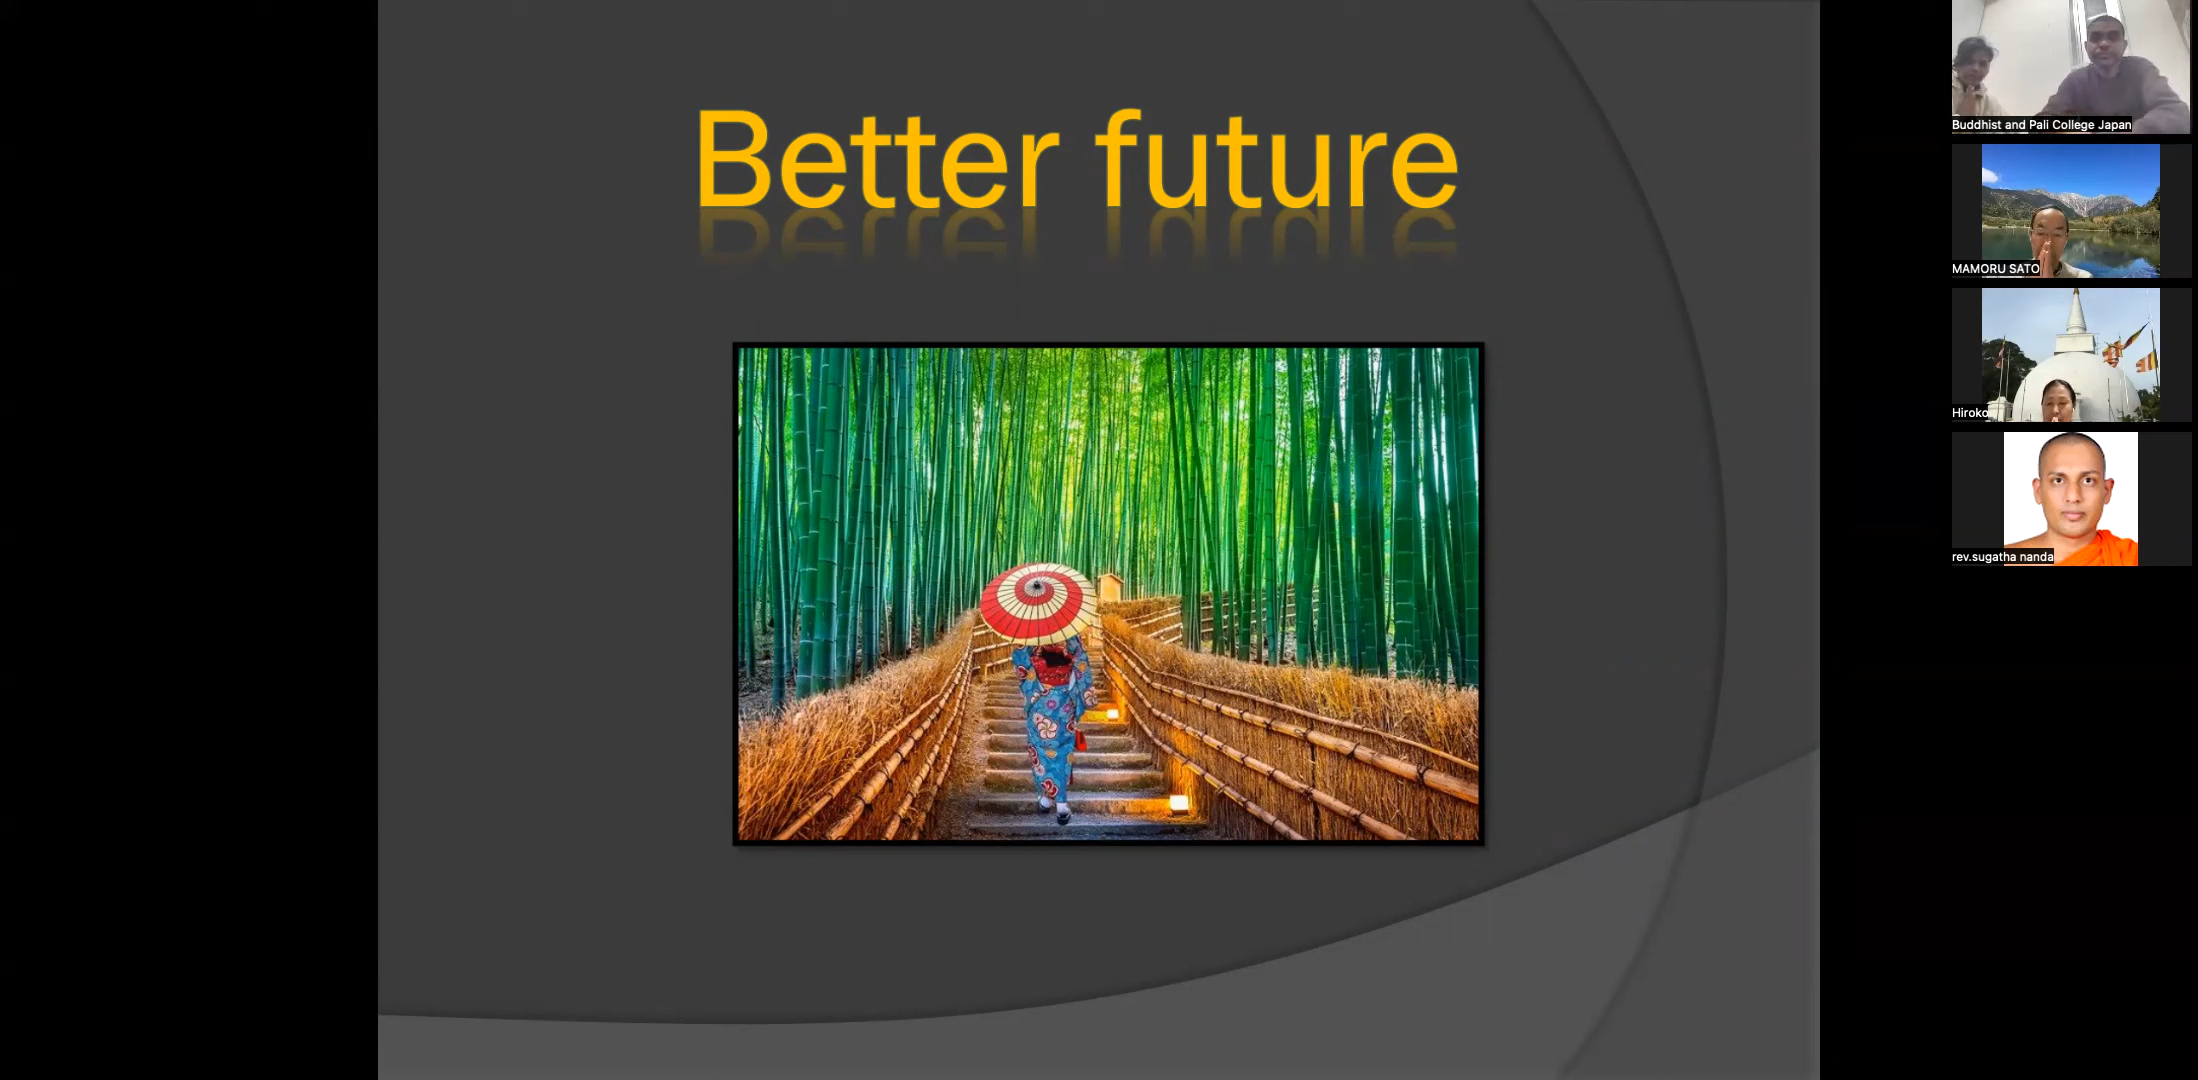 Better future
Buddhist and Pali College Japan
MAMORU SATO
Hiroko
rev.sugatha nanda